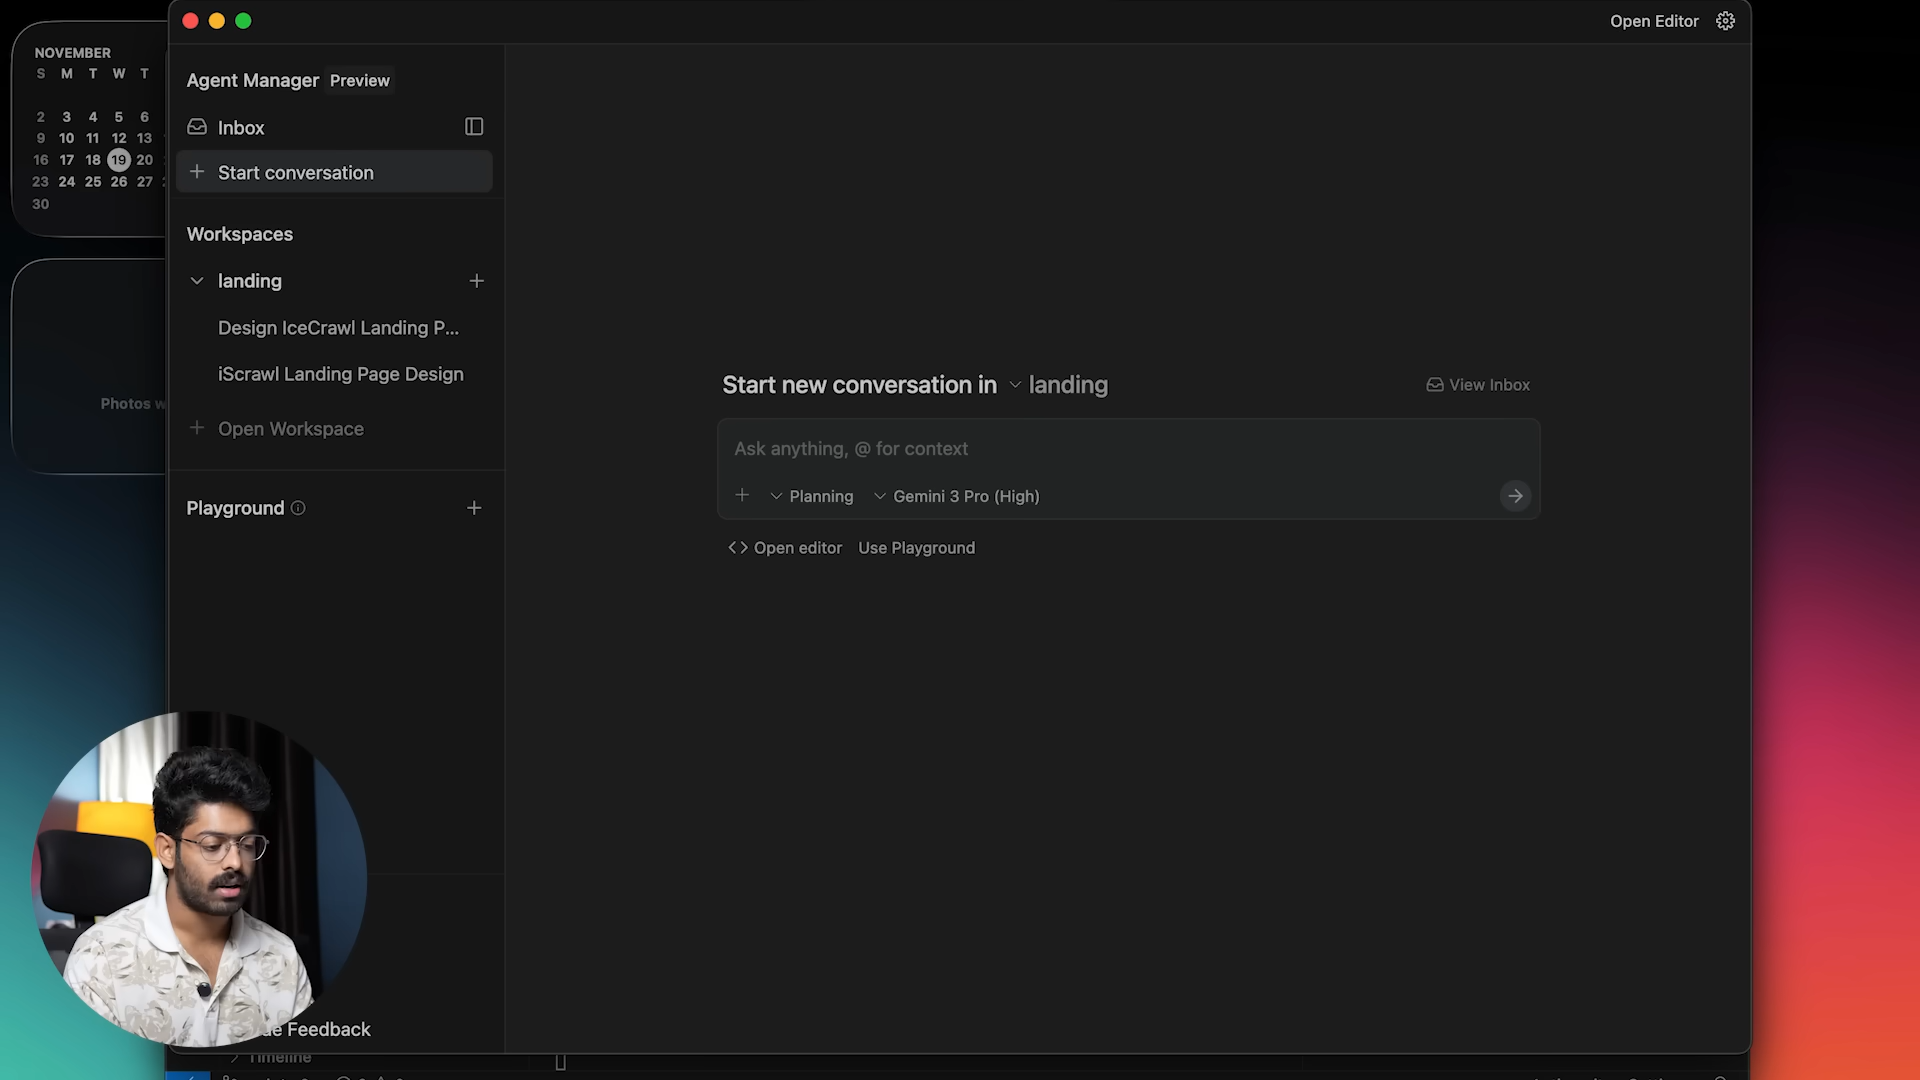 NOVEMBER
S M T W T
2 3 4 5 6
9 10 11 12 13
16 17 18 19 20
23 24 25 26 27
30
Photos
Open Editor
Agent Manager Preview
Inbox
Start conversation
Workspaces
landing
Design IceCrawl Landing P...
iScrawl Landing Page Design
Open Workspace
Playground
Feedback
Timeline
Start new conversation in landing
View Inbox
Ask anything, @ for context
Planning Gemini 3 Pro (High)
Open editor Use Playground